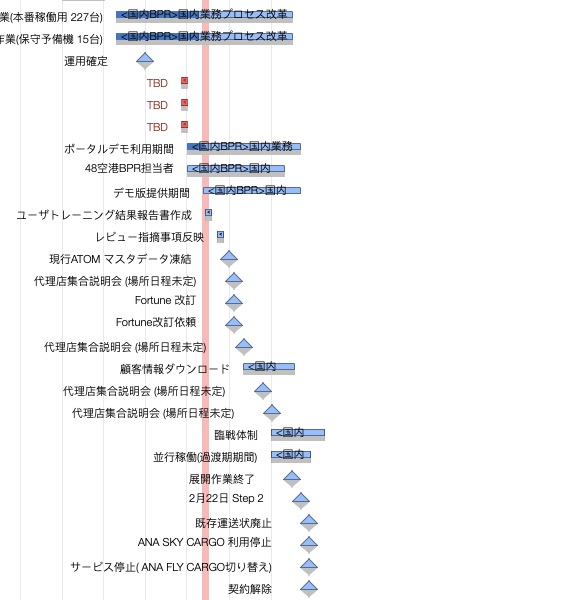 業(本番稼働用 227台) <国内BPR>国内業務プロセス改革
業(保守予備機 15台) <国内BPR>国内業務プロセス改革
運用確定
TBD
TBD
TBD
ポータルデモ利用期間 <国内BPR>国内業務
48空港BPR担当者 <国内BPR>国内
デモ版提供期間 <国内BPR>国内
ユーザトレーニング結果報告書作成
レビュー指摘事項反映
現行ATOM マスタデータ凍結
代理店集合説明会 (場所日程未定)
Fortune 改訂
Fortune改訂依頼
代理店集合説明会 (場所日程未定)
顧客情報ダウンロード <国内
代理店集合説明会 (場所日程未定)
代理店集合説明会 (場所日程未定)
臨戦体制 <国内
並行稼働(過渡期期間) <国内
展開作業終了
2月22日 Step 2
既存運送状廃止
ANA SKY CARGO 利用停止
サービス停止( ANA FLY CARGO切り替え)
契約解除